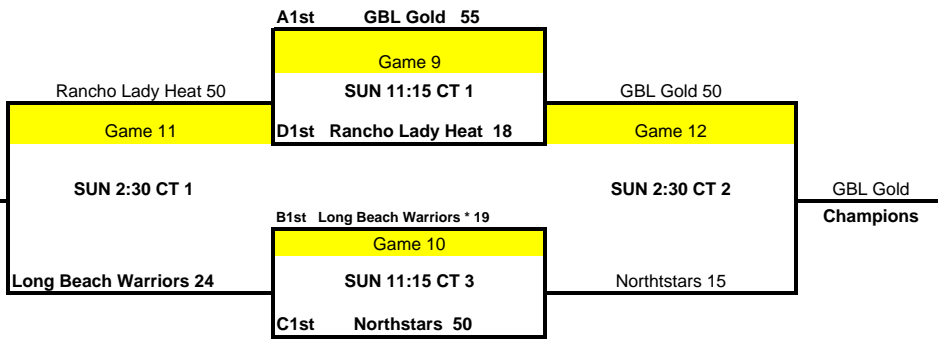 A1st GBL Gold 55
Game 9
Rancho Lady Heat 50 SUN 11:15 CT 1 GBL Gold 50
Game 11 D1st Rancho Lady Heat 18 Game 12
SUN 2:30 CT 1 SUN 2:30 CT 2 GBL Gold
B1st Long Beach Warriors * 19 Champions
Game 10
Long Beach Warriors 24 SUN 11:15 CT 3 Northtstars 15
C1st Northstars 50